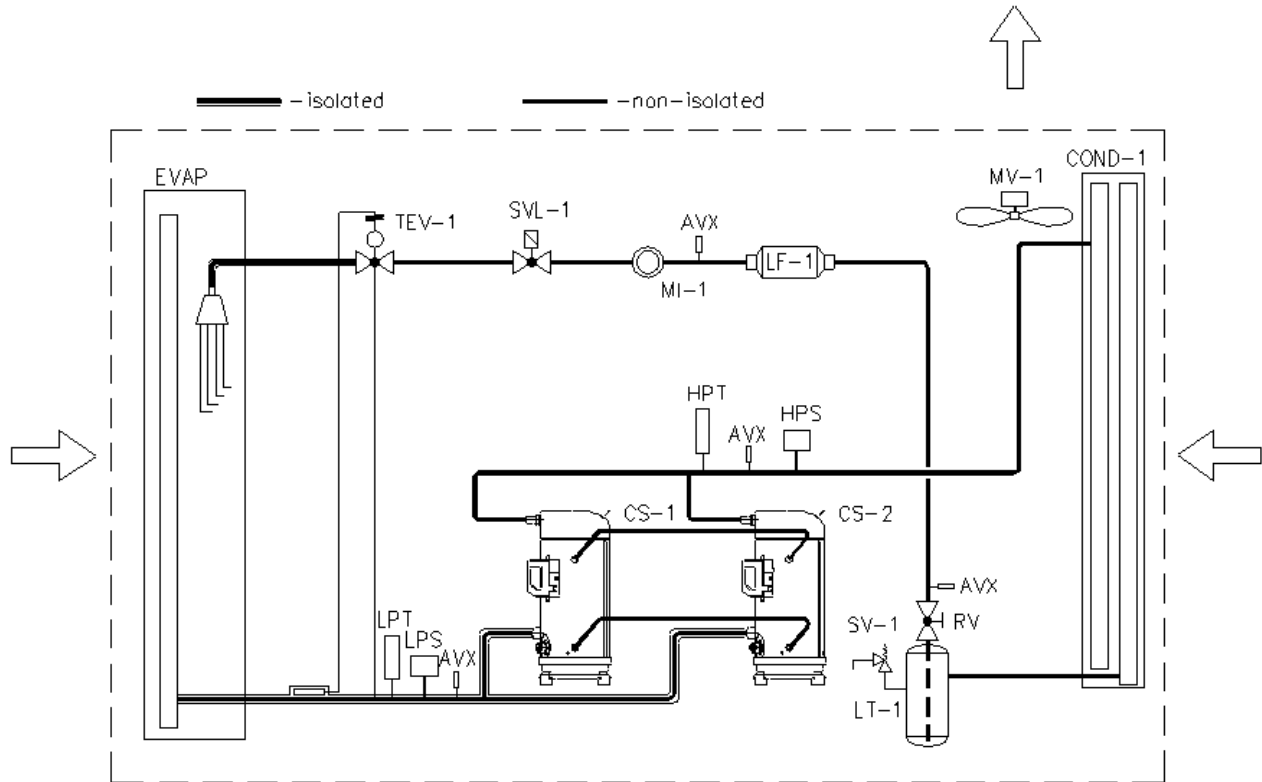 -isolated
-non-isolated
EVAP
COND-1
MV-1
TEV-1
SVL-1
AVX
LF-1
MI-1
HPT
AVX
HPS
CS-1
CS-2
AVX
RV
SV-1
LPT
LPS
AVX
LT-1